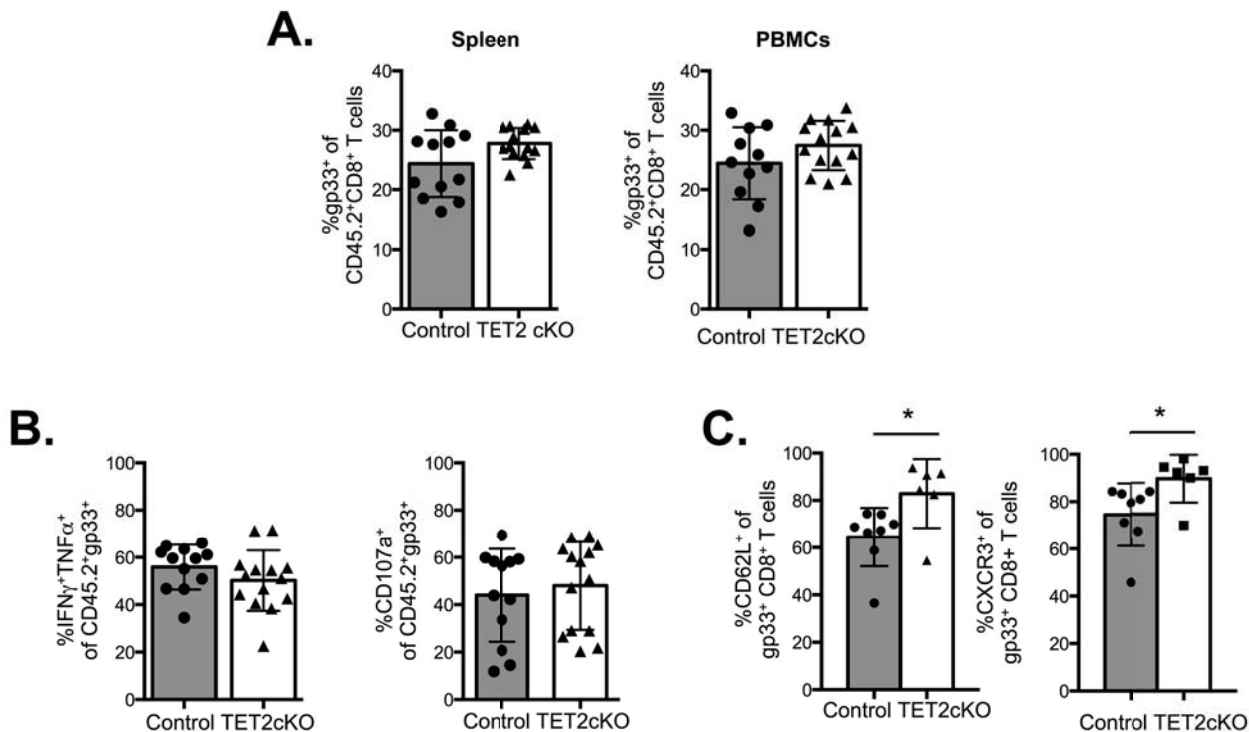 A.
Spleen
%gp33⁺ of
CD45.2⁺CD8⁺ T cells
40
30
20
10
0
Control TET2 cKO
PBMCs
%gp33⁺ of
CD45.2⁺CD8⁺ T cells
40
30
20
10
0
Control TET2cKO
B.
%IFNγ⁺TNFα⁺
of CD45.2⁺gp33⁺
100
80
60
40
20
0
Control TET2cKO
%CD107a⁺
of CD45.2⁺gp33⁺
100
80
60
40
20
0
Control TET2cKO
C.
*
%CD62L⁺ of
gp33⁺ CD8⁺ T cells
100
80
60
40
20
0
Control TET2cKO
*
%CXCR3⁺ of
gp33⁺ CD8+ T cells
100
80
60
40
20
0
Control TET2cKO